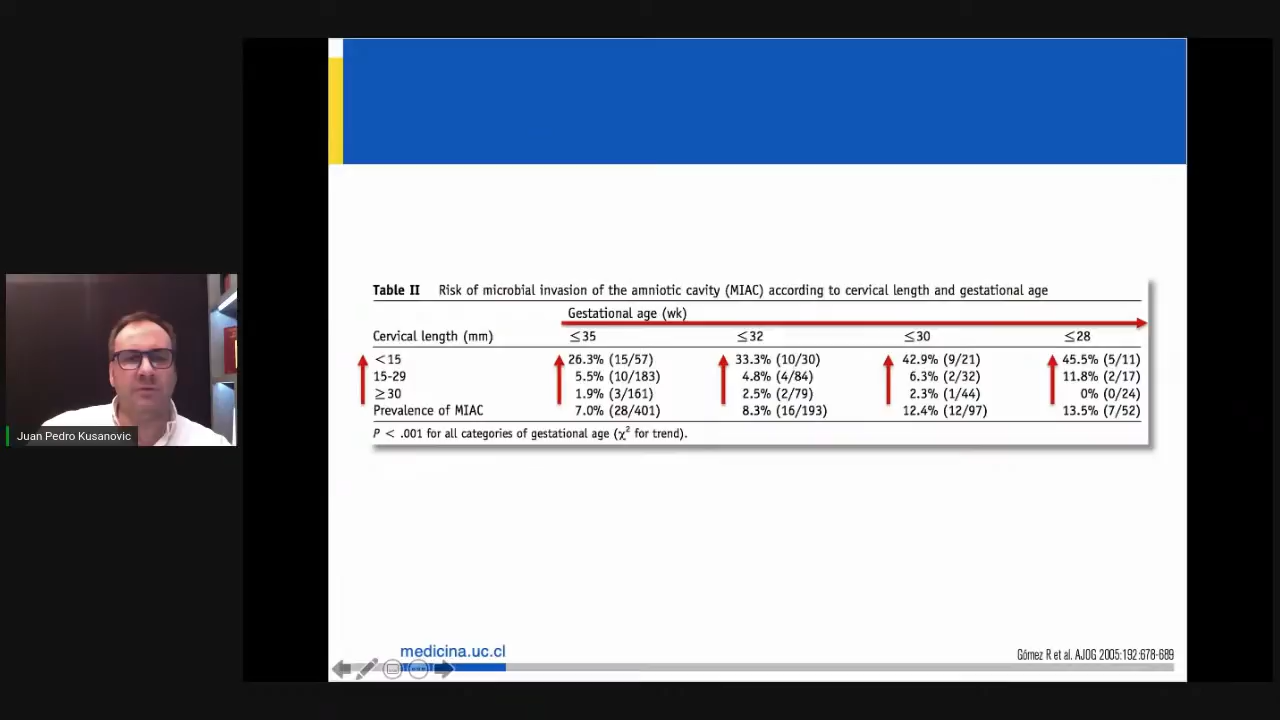 Table II Risk of microbial invasion of the amniotic cavity (MIAC) according to cervical length and gestational age
Gestational age (wk)
Cervical length (mm) ≤35 ≤32 ≤30 ≤28
<15 26.3% (15/57) 33.3% (10/30) 42.9% (9/21) 45.5% (5/11)
15-29 5.5% (10/183) 4.8% (4/84) 6.3% (2/32) 11.8% (2/17)
≥30 1.9% (3/161) 2.5% (2/79) 2.3% (1/44) 0% (0/24)
Prevalence of MIAC 7.0% (28/401) 8.3% (16/193) 12.4% (12/97) 13.5% (7/52)
P < .001 for all categories of gestational age (χ² for trend).
Juan Pedro Kusanovic
medicina.uc.cl
Gómez R et al. AJOG 2005;192:678-689